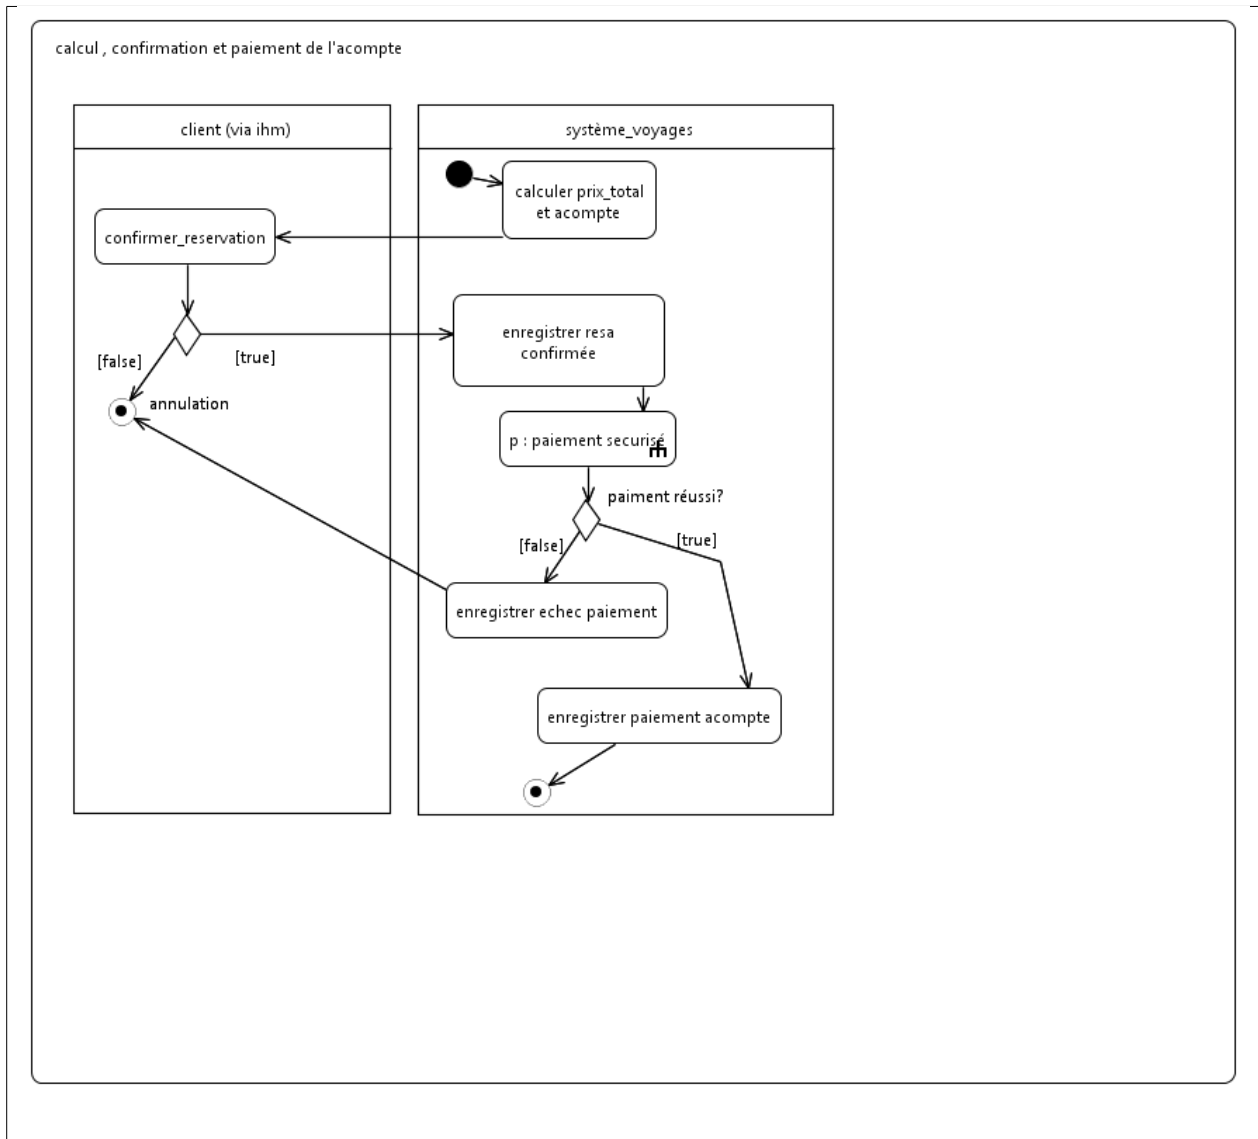 calcul , confirmation et paiement de l'acompte
client (via ihm)
système_voyages
calculer prix_total
et acompte
confirmer_reservation
enregistrer resa
confirmée
[false]
[true]
annulation
p : paiement securisé
paiment réussi?
[false]
[true]
enregistrer echec paiement
enregistrer paiement acompte